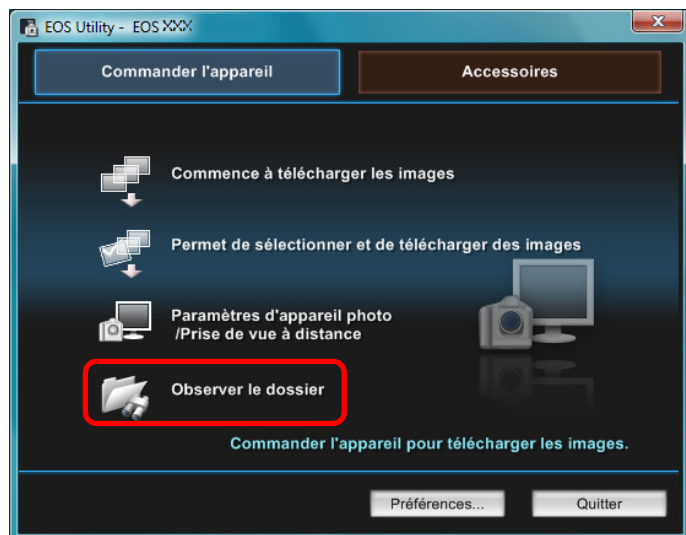 EOS Utility - EOS XXX
Commander l'appareil
Accessoires
Commence à télécharger les images
Permet de sélectionner et de télécharger des images
Paramètres d'appareil photo
/Prise de vue à distance
Observer le dossier
Commander l'appareil pour télécharger les images.
Préférences...
Quitter